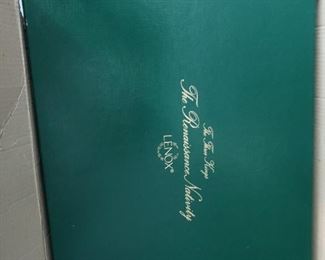 The Three Kings
The Renaissance Nativity
LENOX®